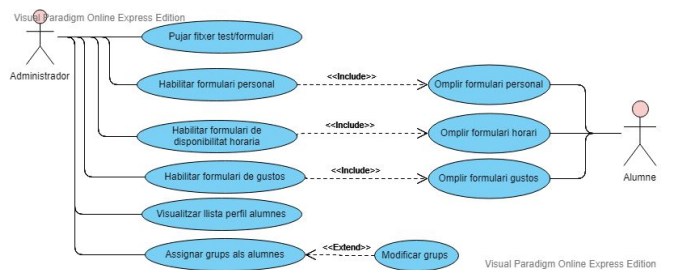 Visual Paradigm Online Express Edition
Pujar fitxer test/formulari
Administrador
Habilitar formulari personal
<<Include>>
Omplir formulari personal
Habilitar formulari de
disponibilitat horaria
<<Include>>
Omplir formulari horari
Alumne
Habilitar formulari de gustos
<<Include>>
Omplir formulari gustos
Visualitzar llista perfil alumnes
Assignar grups als alumnes
<<Extend>>
Modificar grups
Visual Paradigm Online Express Edition